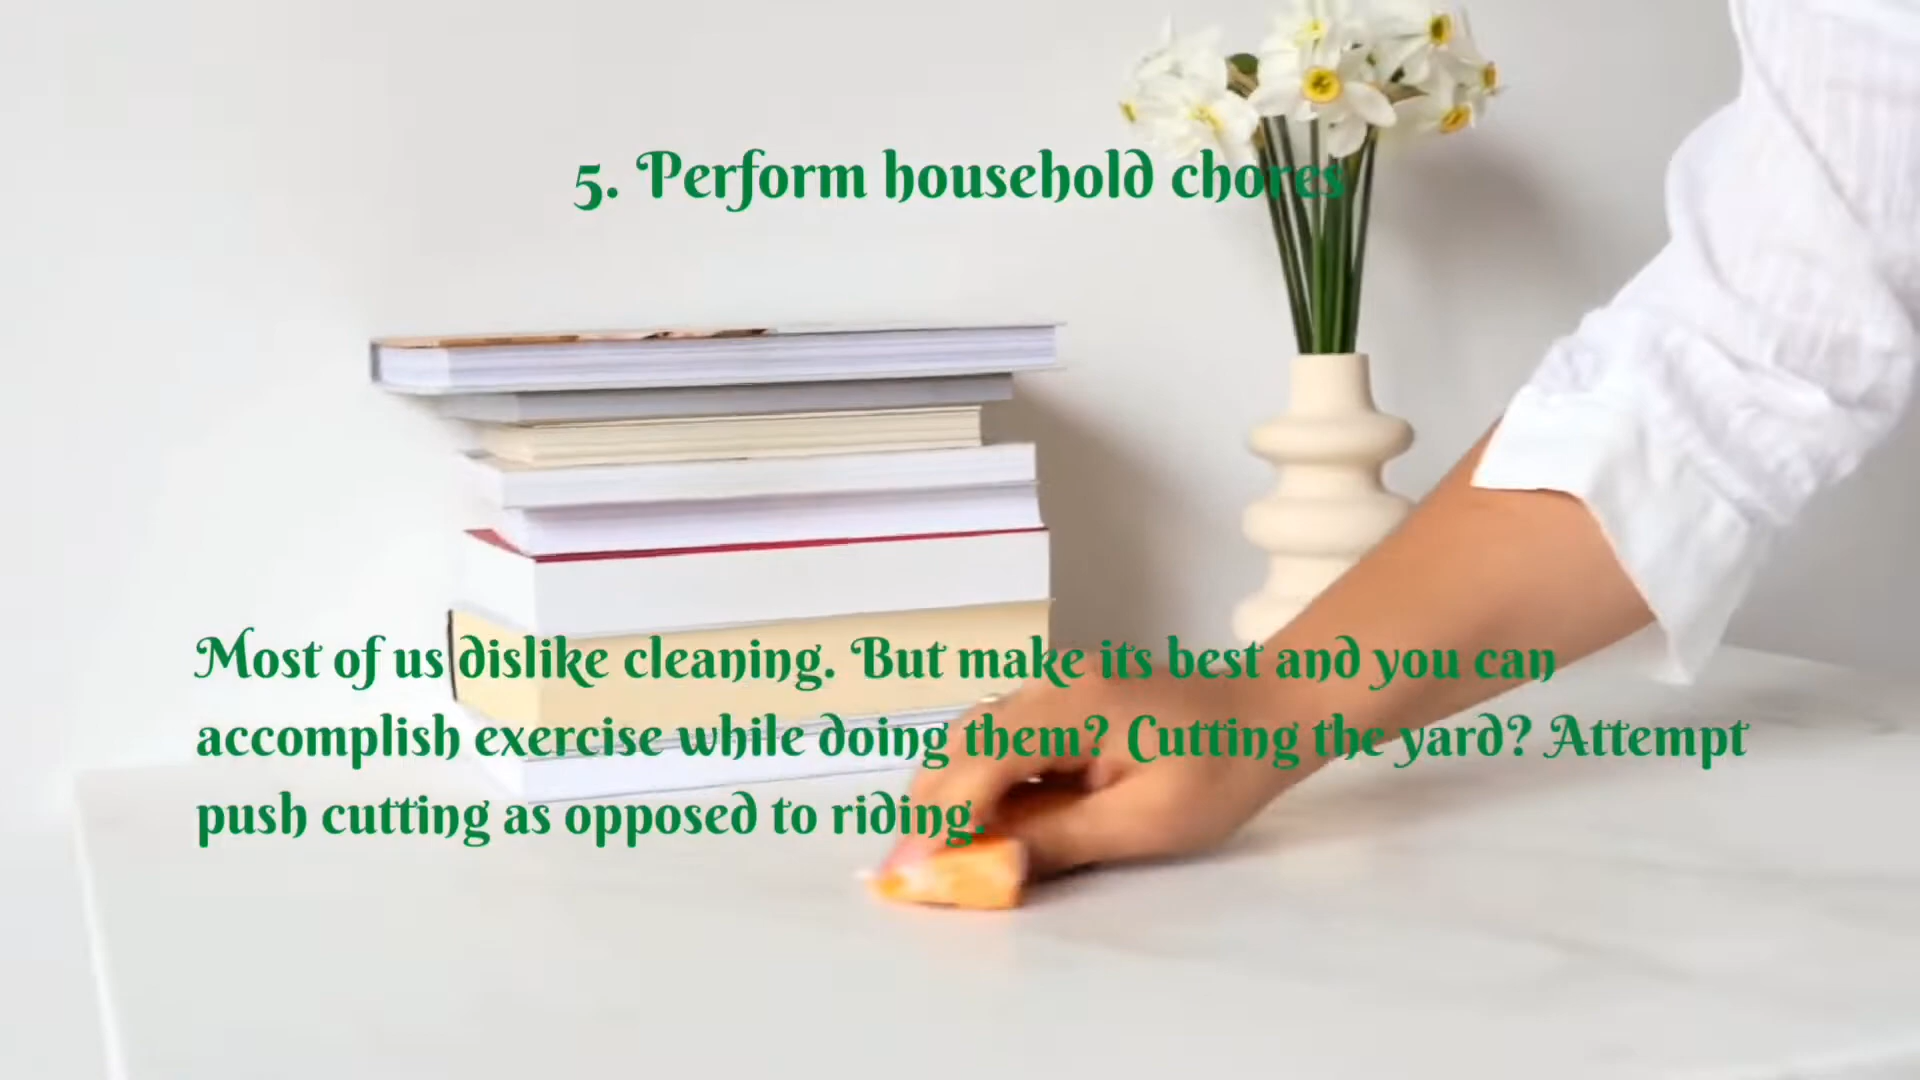 5. Perform household chores
Most of us dislike cleaning. But make its best and you can
accomplish exercise while doing them? Cutting the yard? Attempt
push cutting as opposed to riding.